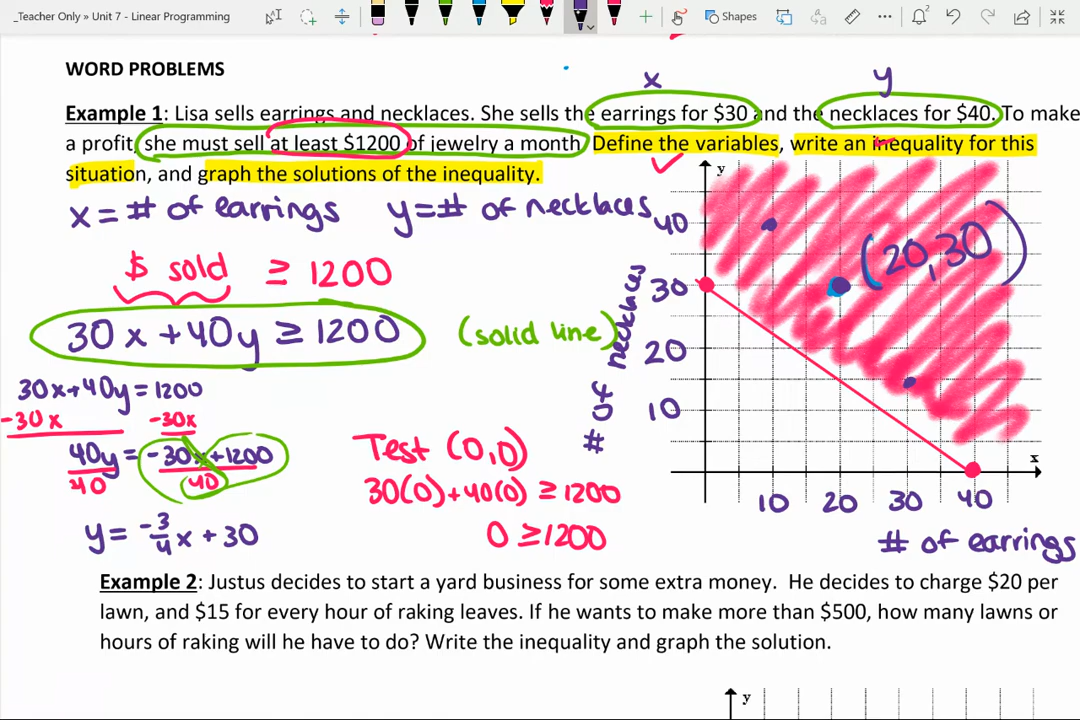 _Teacher Only » Unit 7 - Linear Programming
Shapes
WORD PROBLEMS
x y
Example 1: Lisa sells earrings and necklaces. She sells the earrings for $30 and the necklaces for $40. To make
a profit, she must sell at least $1200 of jewelry a month. Define the variables, write an inequality for this
situation, and graph the solutions of the inequality.
x = # of earrings y = # of necklaces
$ sold ≥ 1200
30x + 40y ≥ 1200 (solid line)
30x + 40y = 1200
-30x -30x
40y = -30x + 1200
40 40
y = -3/4 x + 30
Test (0,0)
30(0) + 40(0) ≥ 1200
0 ≥ 1200
y
40
30
20
10
# of necklaces
(20,30)
x
10 20 30 40
# of earrings
Example 2: Justus decides to start a yard business for some extra money. He decides to charge $20 per
lawn, and $15 for every hour of raking leaves. If he wants to make more than $500, how many lawns or
hours of raking will he have to do? Write the inequality and graph the solution.
y